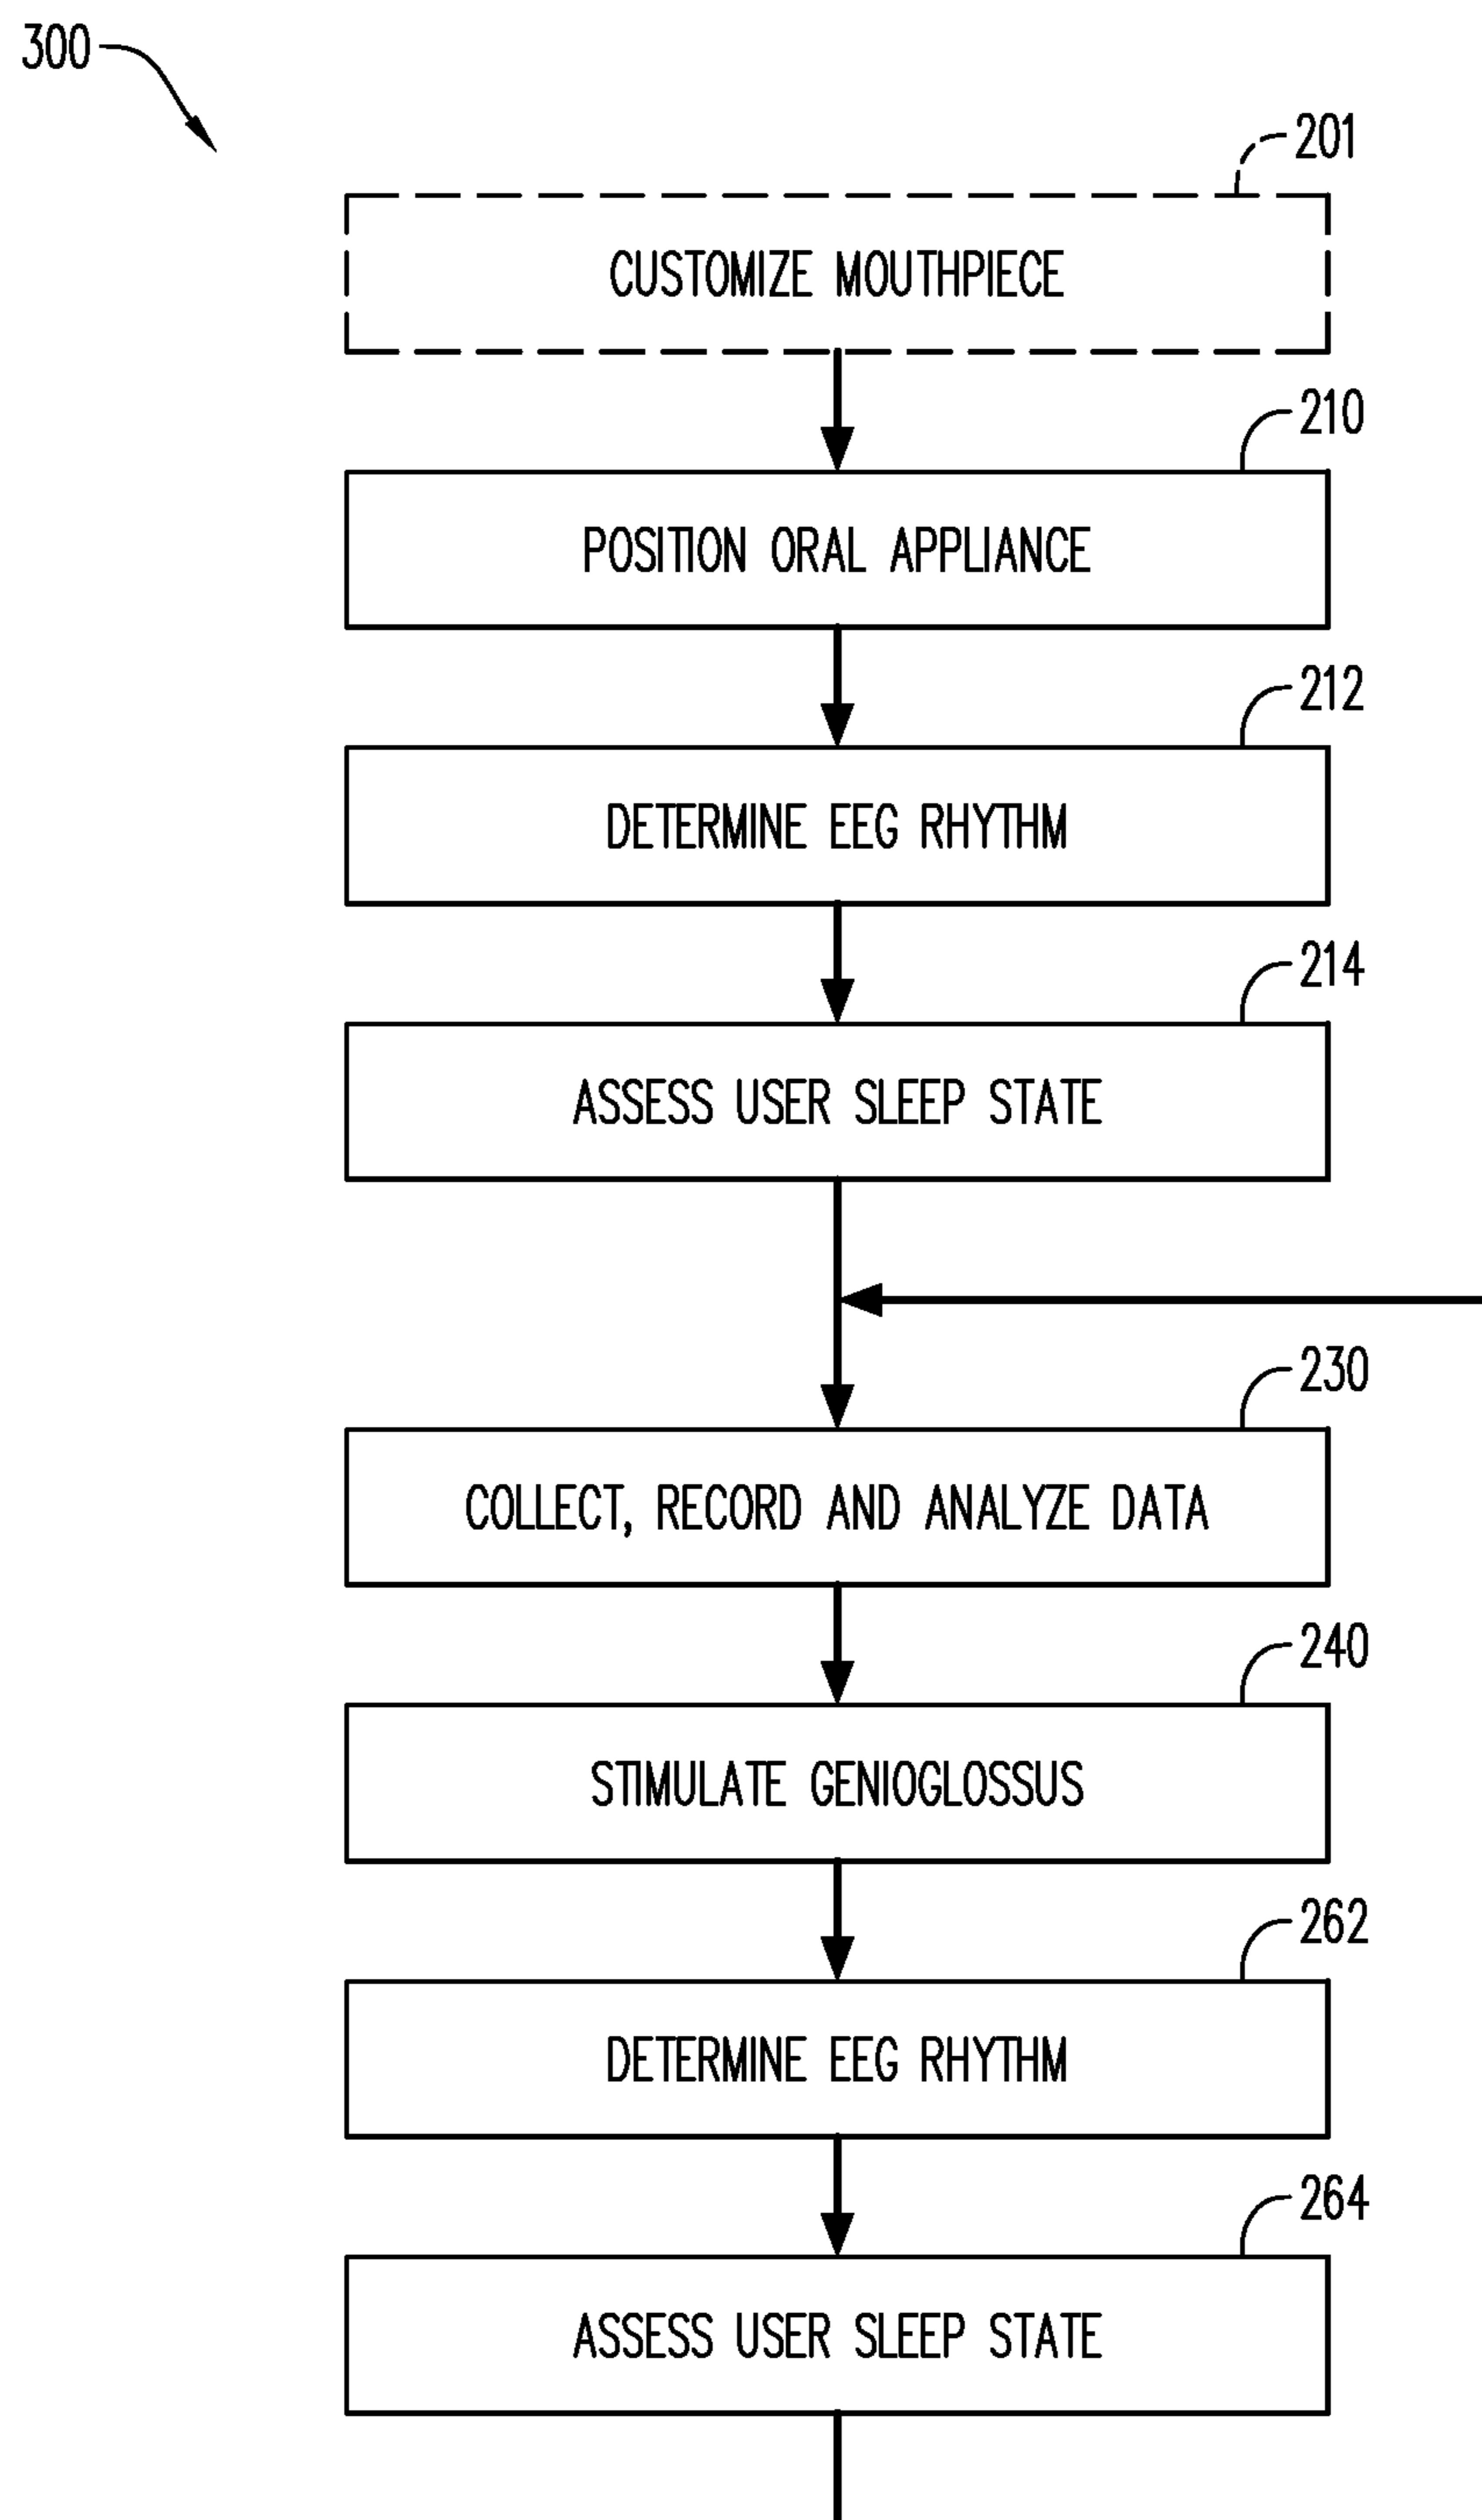 300
201
CUSTOMIZE MOUTHPIECE
210
POSITION ORAL APPLIANCE
212
DETERMINE EEG RHYTHM
214
ASSESS USER SLEEP STATE
230
COLLECT, RECORD AND ANALYZE DATA
240
STIMULATE GENIOGLOSSUS
262
DETERMINE EEG RHYTHM
264
ASSESS USER SLEEP STATE